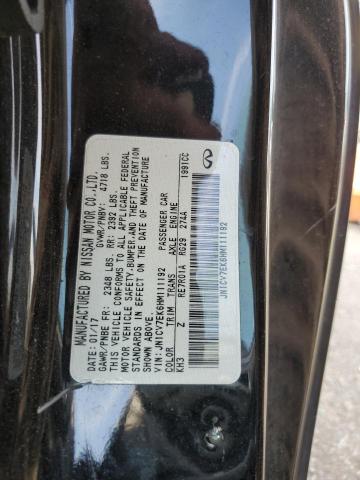 MANUFACTURED BY NISSAN MOTOR CO.,LTD.
DATE: 01/17 GVWR/PNBV: 4718 LBS.
GAWR/PNBE FR: 2348 LBS. RR: 2392 LBS.
THIS VEHICLE CONFORMS TO ALL APPLICABLE FEDERAL
MOTOR VEHICLE SAFETY,BUMPER,AND THEFT PREVENTION
STANDARDS IN EFFECT ON THE DATE OF MANUFACTURE
SHOWN ABOVE.
VIN: JN1CV7EK6HM111192 PASSENGER CAR
COLOR TRIM TRANS AXLE ENGINE
KH3 Z RE7R01A RG29 274A 1991CC
JN1CV7EK6HM111192